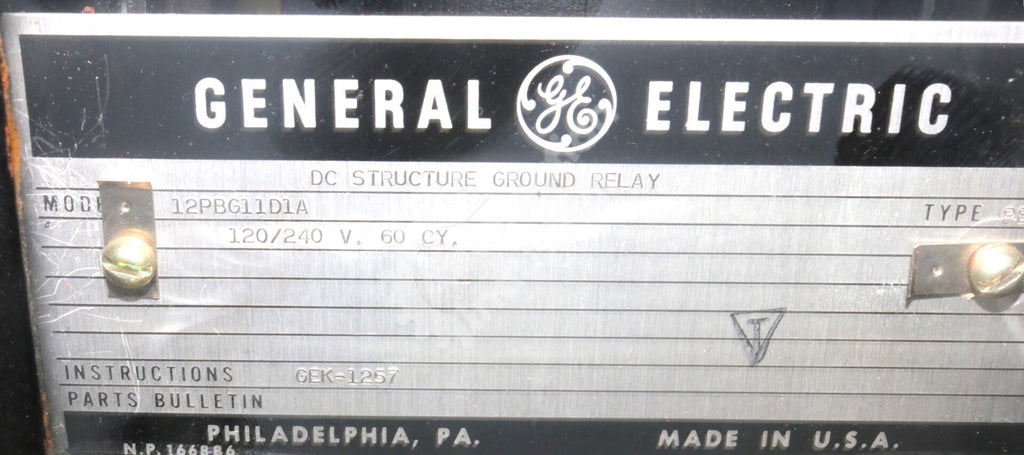 GENERAL GE ELECTRIC
DC STRUCTURE GROUND RELAY
12PBG11D1A TYPE
120/240 V. 60 CY.
T
INSTRUCTIONS GEK-1257
PARTS BULLETIN
PHILADELPHIA, PA. MADE IN U.S.A.
N.P. 166886